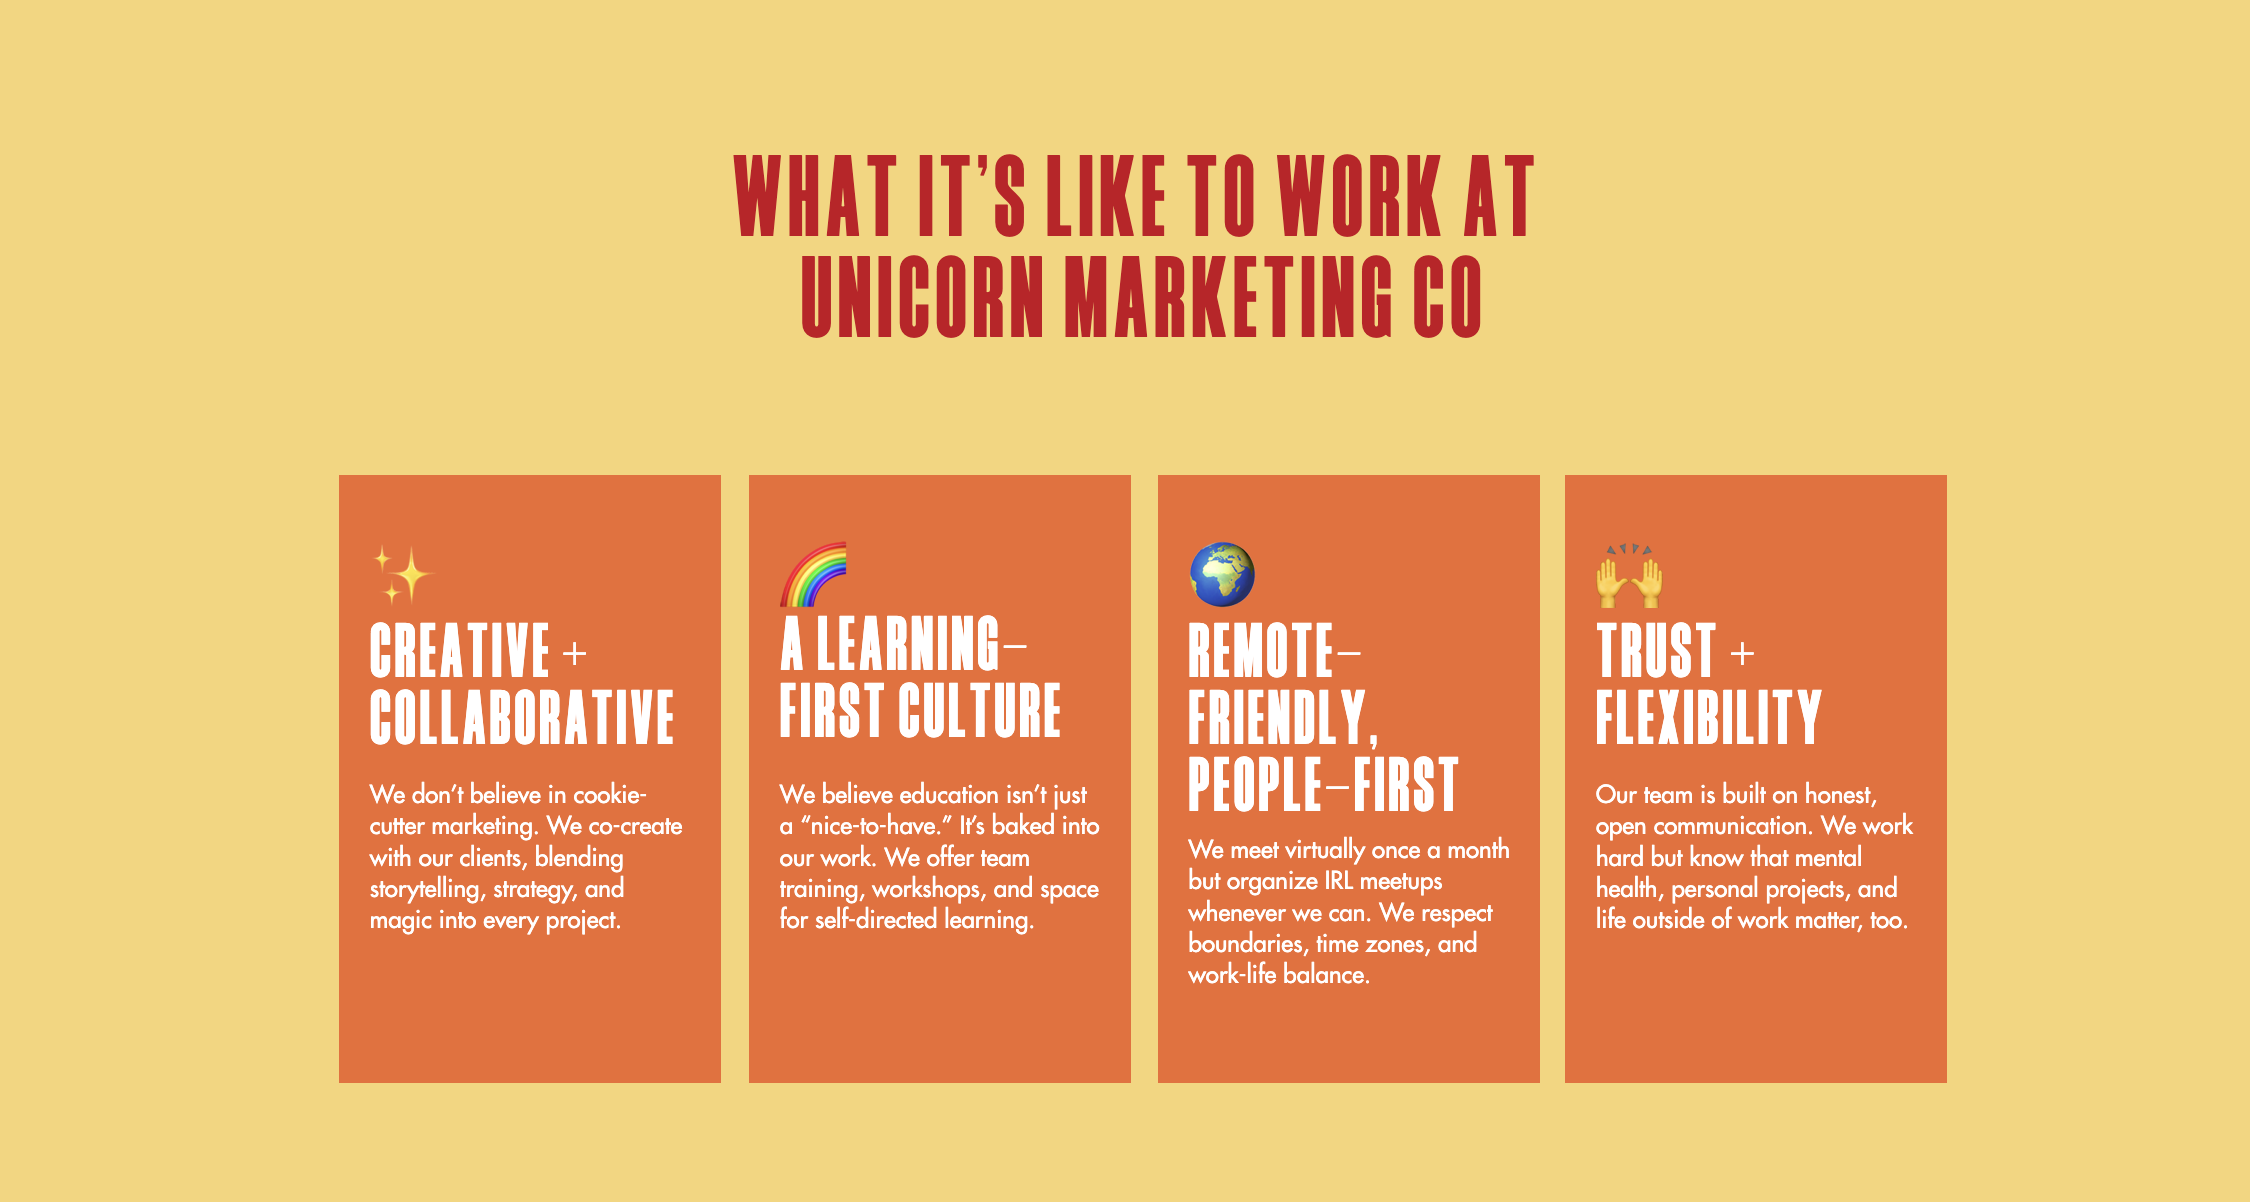 WHAT IT’S LIKE TO WORK AT
UNICORN MARKETING CO
CREATIVE +
COLLABORATIVE
We don’t believe in cookie-
cutter marketing. We co-create
with our clients, blending
storytelling, strategy, and
magic into every project.
A LEARNING-
FIRST CULTURE
We believe education isn’t just
a “nice-to-have.” It’s baked into
our work. We offer team
training, workshops, and space
for self-directed learning.
REMOTE-
FRIENDLY,
PEOPLE-FIRST
We meet virtually once a month
but organize IRL meetups
whenever we can. We respect
boundaries, time zones, and
work-life balance.
TRUST +
FLEXIBILITY
Our team is built on honest,
open communication. We work
hard but know that mental
health, personal projects, and
life outside of work matter, too.